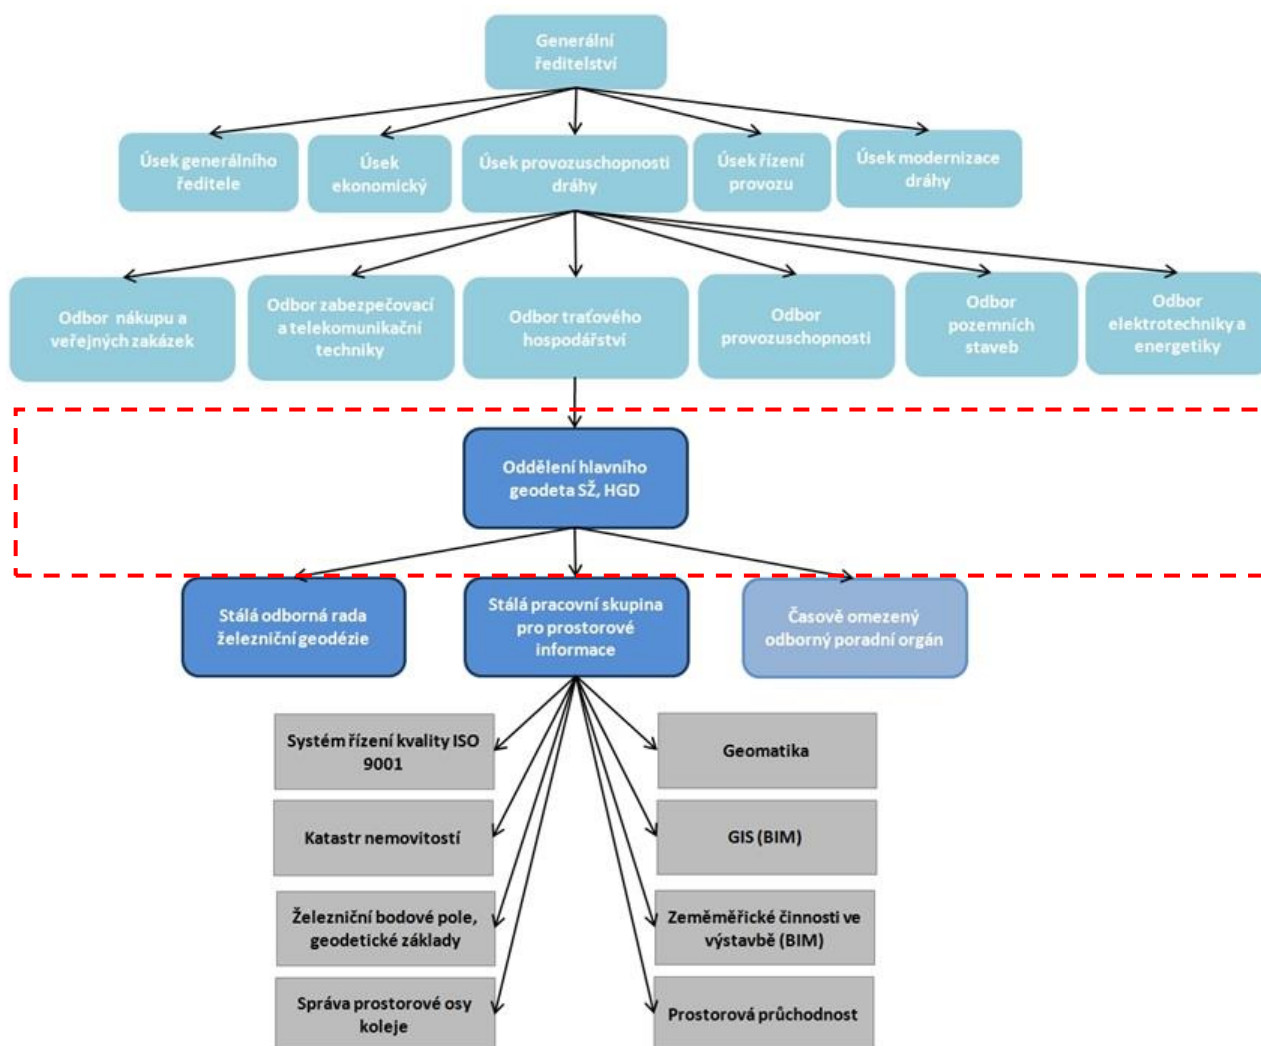 Generální
ředitelství
Úsek generálního
ředitele
Úsek
ekonomický
Úsek provozuschopnosti
dráhy
Úsek řízení
provozu
Úsek modernizace
dráhy
Odbor nákupu a
veřejných zakázek
Odbor zabezpečovací
a telekomunikační
techniky
Odbor traťového
hospodářství
Odbor
provozuschopnosti
Odbor
pozemních
staveb
Odbor
elektrotechniky a
energetiky
Oddělení hlavního
geodeta SŽ, HGD
Stálá odborná rada
železniční geodézie
Stálá pracovní skupina
pro prostorové
informace
Časově omezený
odborný poradní orgán
Systém řízení kvality ISO
9001
Geomatika
Katastr nemovitostí
GIS (BIM)
Železniční bodové pole,
geodetické základy
Zeměměřické činnosti ve
výstavbě (BIM)
Správa prostorové osy
koleje
Prostorová průchodnost